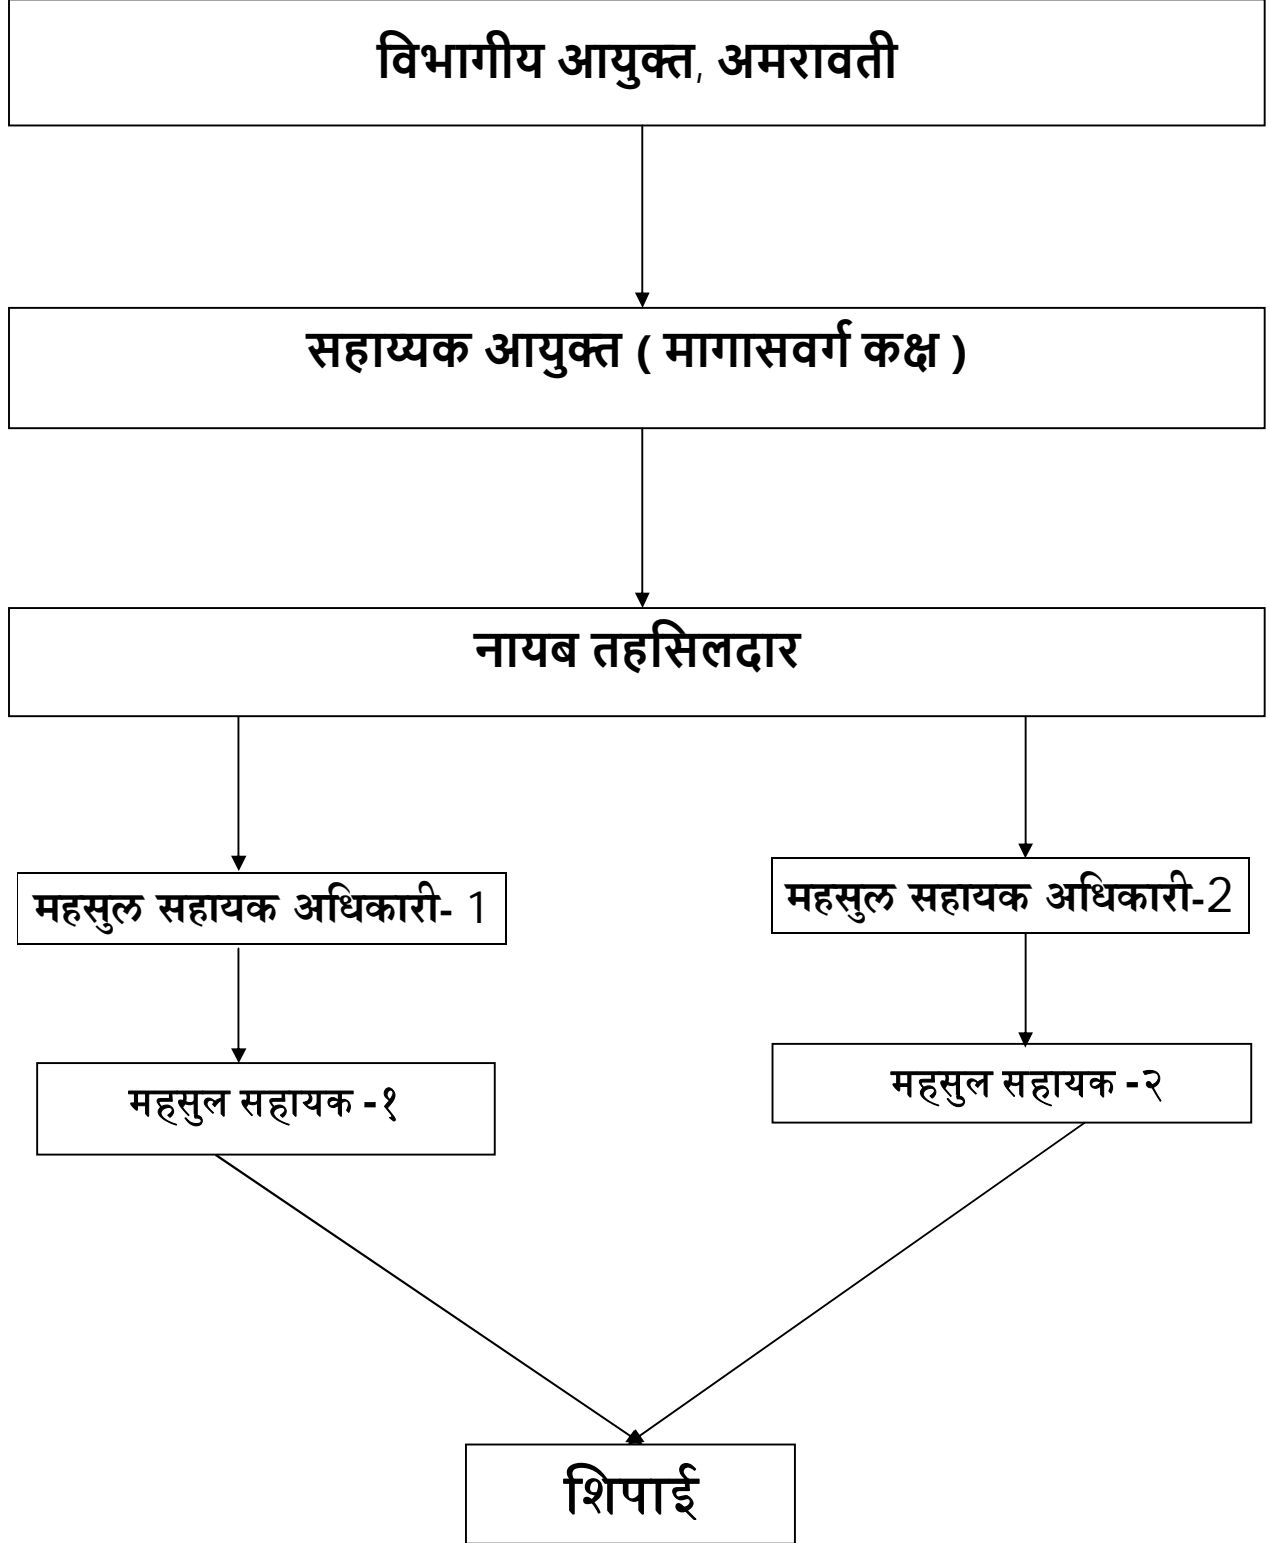 विभागीय आयुक्त, अमरावती
सहाय्यक आयुक्त ( मागासवर्ग कक्ष )
नायब तहसिलदार
महसुल सहायक अधिकारी- 1
महसुल सहायक अधिकारी-2
महसुल सहायक -१
महसुल सहायक -२
शिपाई